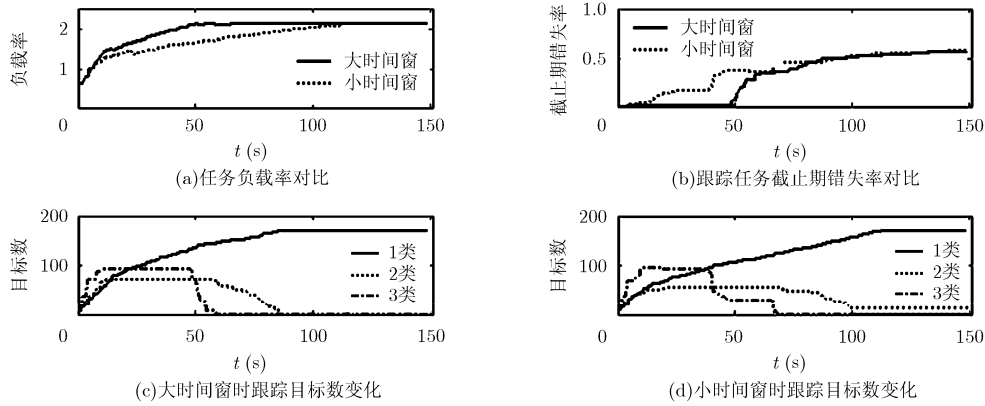 负载率
2
1
0
50
100
150
大时间窗
小时间窗
t (s)
(a)任务负载率对比
截止期错失率
1.0
0.5
0
50
100
150
大时间窗
小时间窗
t (s)
(b)跟踪任务截止期错失率对比
目标数
200
100
0
50
100
150
1类
2类
3类
t (s)
(c)大时间窗时跟踪目标数变化
目标数
200
100
0
50
100
150
1类
2类
3类
t (s)
(d)小时间窗时跟踪目标数变化